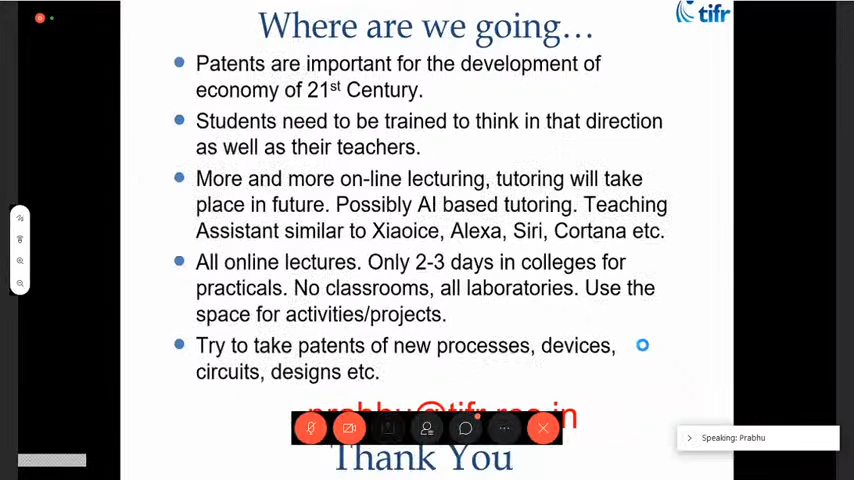 Where are we going...
tifr
Patents are important for the development of
economy of 21st Century.
Students need to be trained to think in that direction
as well as their teachers.
More and more on-line lecturing, tutoring will take
place in future. Possibly AI based tutoring. Teaching
Assistant similar to Xiaoice, Alexa, Siri, Cortana etc.
All online lectures. Only 2-3 days in colleges for
practicals. No classrooms, all laboratories. Use the
space for activities/projects.
Try to take patents of new processes, devices,
circuits, designs etc.
prabhu@tifr.res.in
Speaking: Prabhu
Thank You